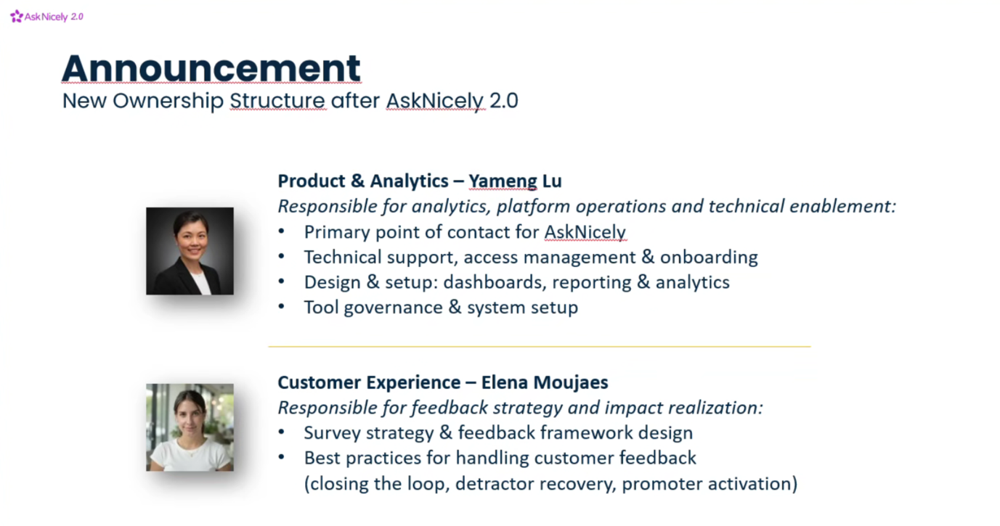 AskNicely 2.0
Announcement
New Ownership Structure after AskNicely 2.0
Product & Analytics – Yameng Lu
Responsible for analytics, platform operations and technical enablement:
• Primary point of contact for AskNicely
• Technical support, access management & onboarding
• Design & setup: dashboards, reporting & analytics
• Tool governance & system setup
Customer Experience – Elena Moujaes
Responsible for feedback strategy and impact realization:
• Survey strategy & feedback framework design
• Best practices for handling customer feedback
(closing the loop, detractor recovery, promoter activation)